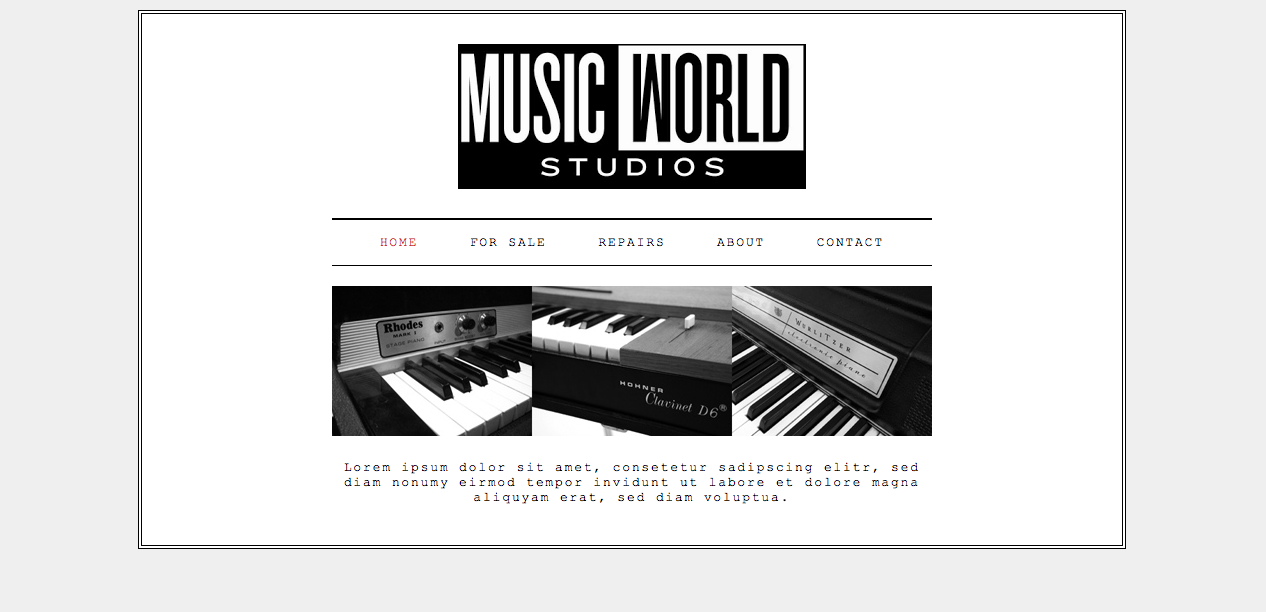 MUSIC WORLD
STUDIOS
HOME FOR SALE REPAIRS ABOUT CONTACT
Rhodes
MARK I
STAGE PIANO
INPUT
HOHNER
Clavinet D6®
WURLITZER
electronic piano
Lorem ipsum dolor sit amet, consetetur sadipscing elitr, sed
diam nonumy eirmod tempor invidunt ut labore et dolore magna
aliquyam erat, sed diam voluptua.